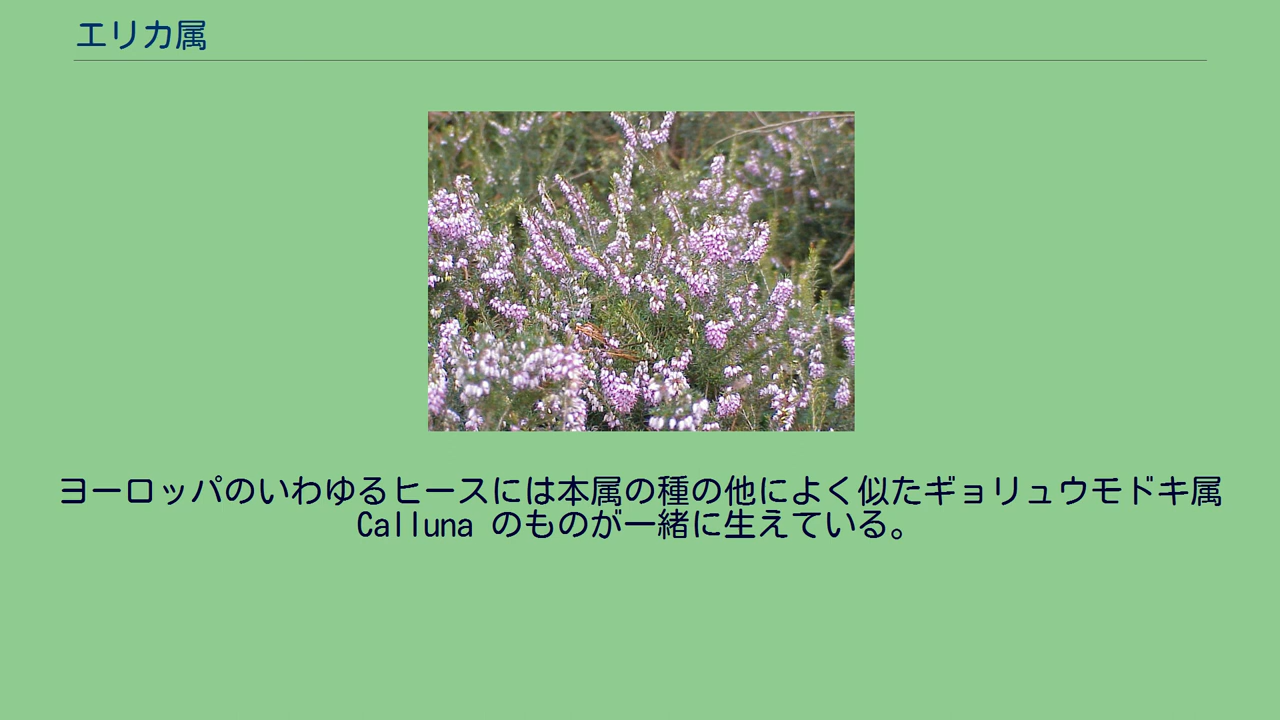 エリカ属
ヨーロッパのいわゆるヒースには本属の種の他によく似たギョリュウモドキ属
Calluna のものが一緒に生えている。